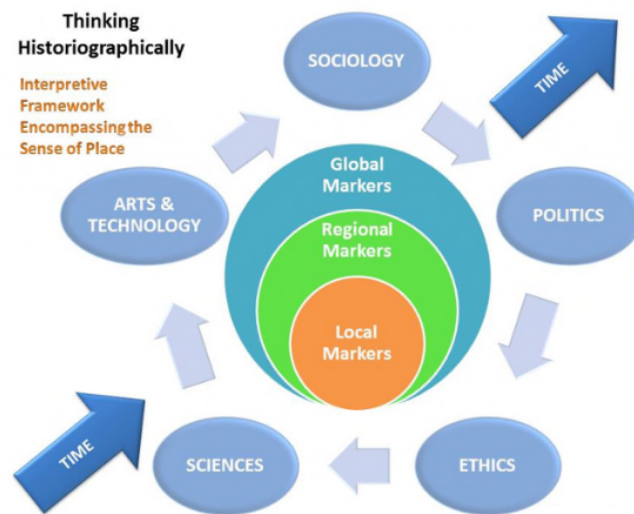 Thinking
Historiographically
Interpretive
Framework
Encompassing the
Sense of Place
SOCIOLOGY
TIME
Global
Markers
ARTS &
TECHNOLOGY
POLITICS
Regional
Markers
Local
Markers
TIME
SCIENCES
ETHICS